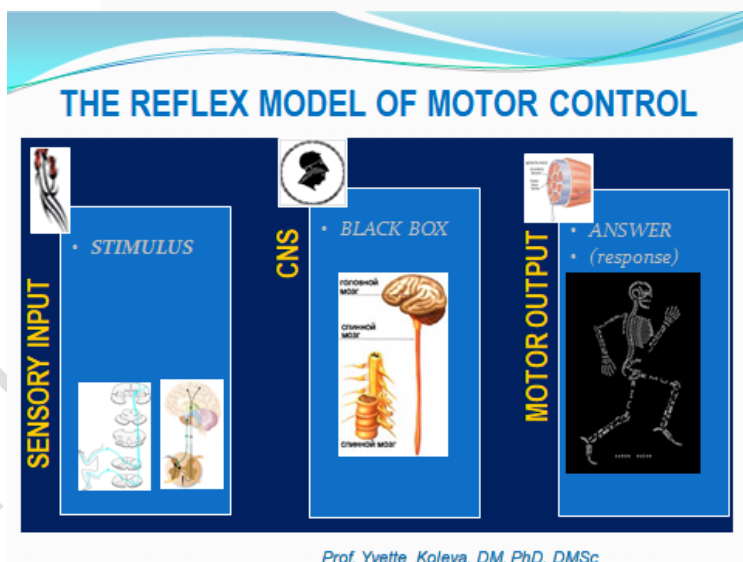 THE REFLEX MODEL OF MOTOR CONTROL
SENSORY INPUT
• STIMULUS
CNS
• BLACK BOX
ГОЛОВНОЙ
МОЗГ
СПИННОЙ
МОЗГ
СПИННОЙ МОЗГ
MOTOR OUTPUT
• ANSWER
• (response)
Prof. Yvette Koleva, DM, PhD, DMSc